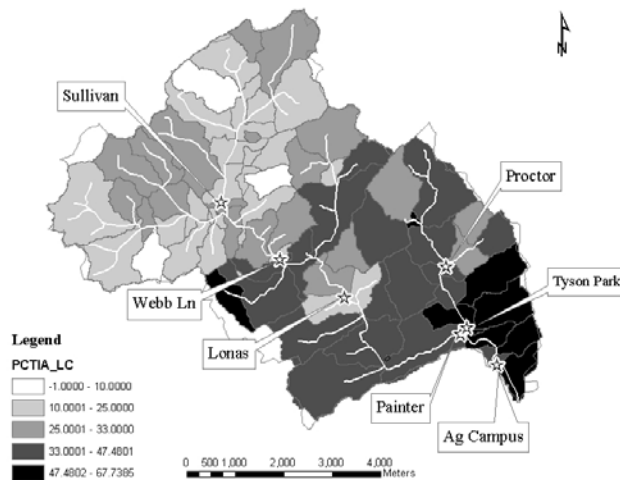 N
Sullivan
Proctor
Webb Ln
Tyson Park
Lonas
Legend
PCTIA_LC
-1.0000 - 10.0000
10.0001 - 25.0000
25.0001 - 33.0000
33.0001 - 47.4801
47.4802 - 67.7385
Painter
Ag Campus
0 500 1,000 2,000 3,000 4,000
Meters